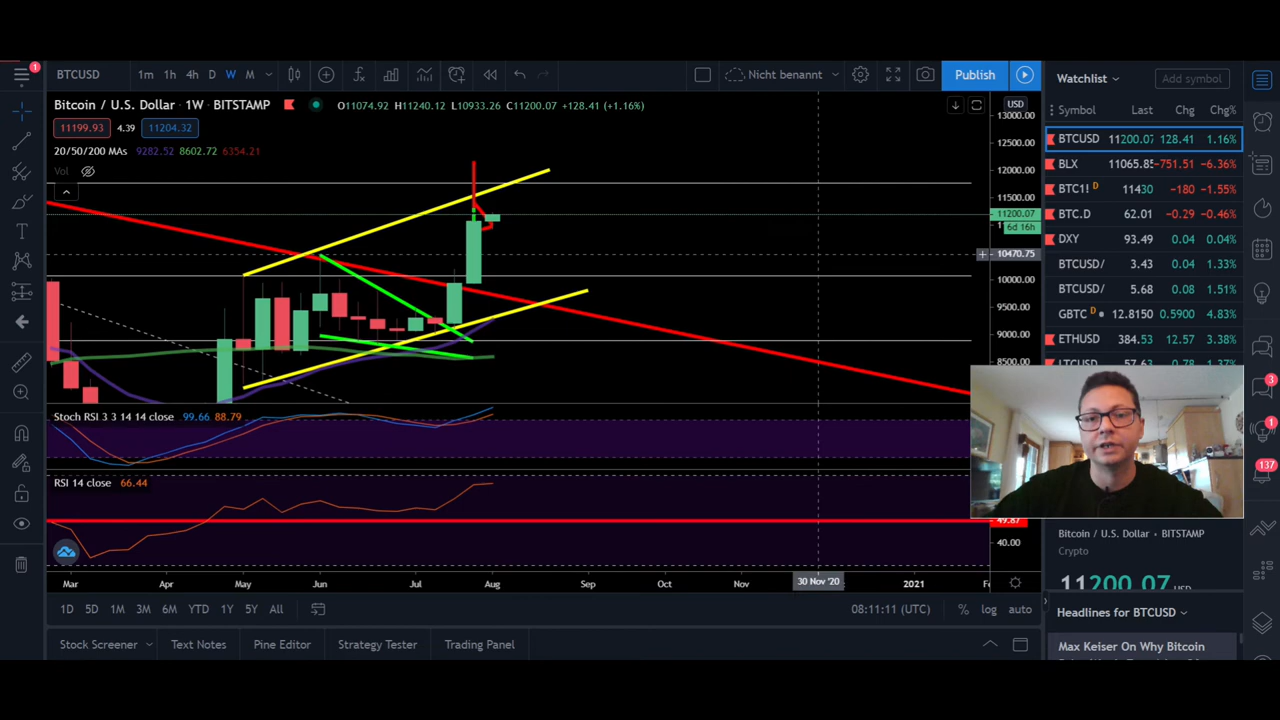 1
BTCUSD 1m 1h 4h D W M Nicht benannt Publish
Watchlist Add symbol
Bitcoin / U.S. Dollar · 1W · BITSTAMP O11074.92 H11240.12 L10933.26 C11200.07 +128.41 (+1.16%)
11199.93 4.39 11204.32
20/50/200 MAs 9282.52 8602.72 6354.21
Vol
USD
13000.00
12500.00
12000.00
11500.00
11200.07
6d 16h
10470.75
10000.00
9500.00
9000.00
8500.00
Symbol Last Chg Chg%
BTCUSD 11200.07 128.41 1.16%
BLX 11065.85 -751.51 -6.36%
BTC1! D 11430 -180 -1.55%
BTC.D 62.01 -0.29 -0.46%
DXY 93.49 0.04 0.04%
BTCUSD/ 3.43 0.04 1.33%
BTCUSD/ 5.68 0.08 1.51%
GBTC D 12.8150 0.5900 4.83%
ETHUSD 384.53 12.57 3.38%
LTCUSD 57.63 0.78 1.37%
Stoch RSI 3 3 14 14 close 99.66 88.79
RSI 14 close 66.44
49.87
40.00
3
1
137
Mar Apr May Jun Jul Aug Sep Oct Nov 30 Nov '20 2021
1D 5D 1M 3M 6M YTD 1Y 5Y All 08:11:11 (UTC) % log auto
Stock Screener Text Notes Pine Editor Strategy Tester Trading Panel
Bitcoin / U.S. Dollar • BITSTAMP
Crypto
11200.07 USD
Headlines for BTCUSD
Max Keiser On Why Bitcoin